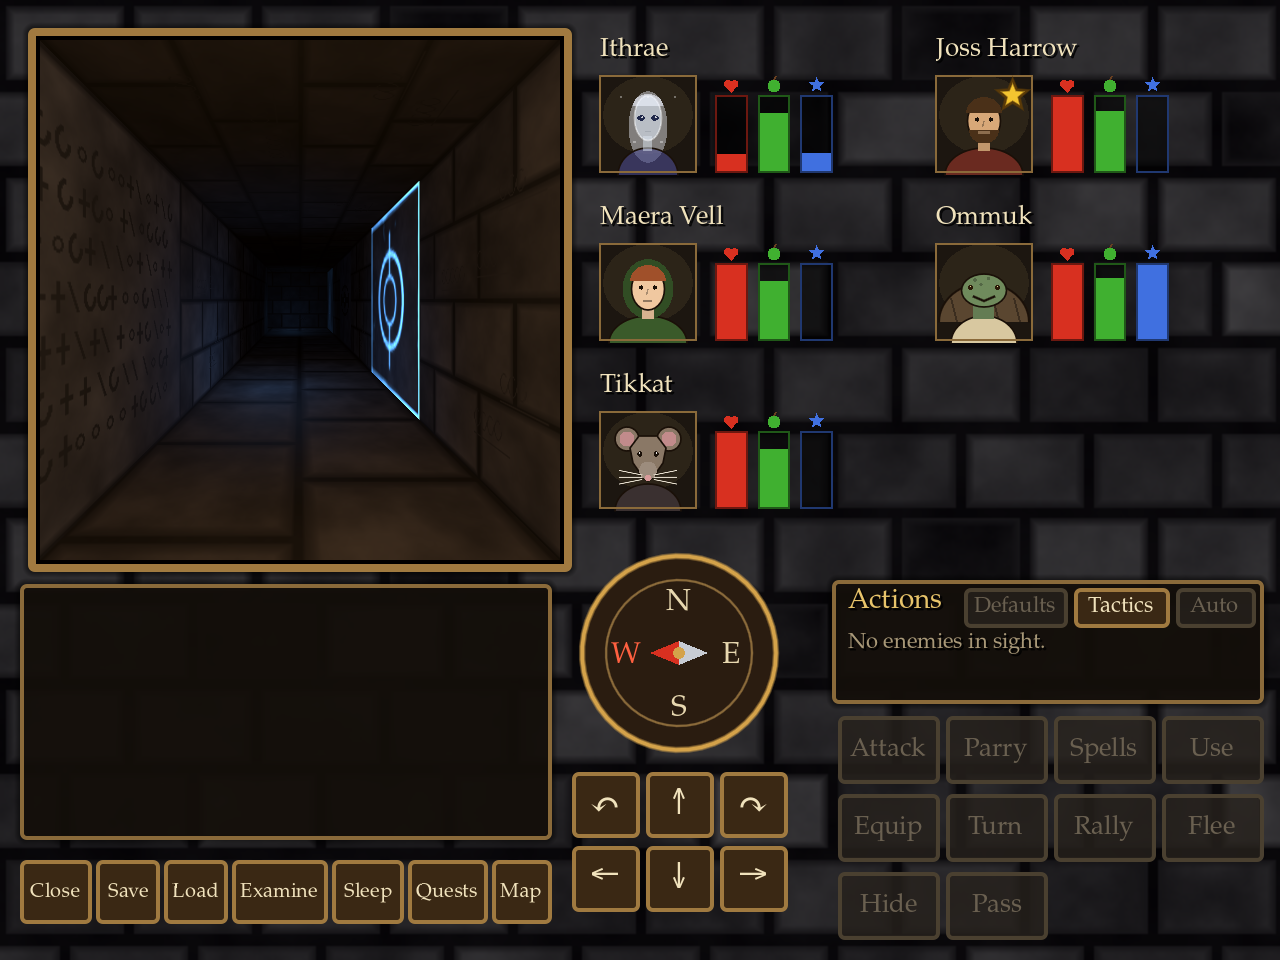 Ithrae
Joss Harrow
Maera Vell
Ommuk
Tikkat
N
W E
S
Actions Defaults Tactics Auto
No enemies in sight.
Attack Parry Spells Use
Equip Turn Rally Flee
Hide Pass
Close Save Load Examine Sleep Quests Map